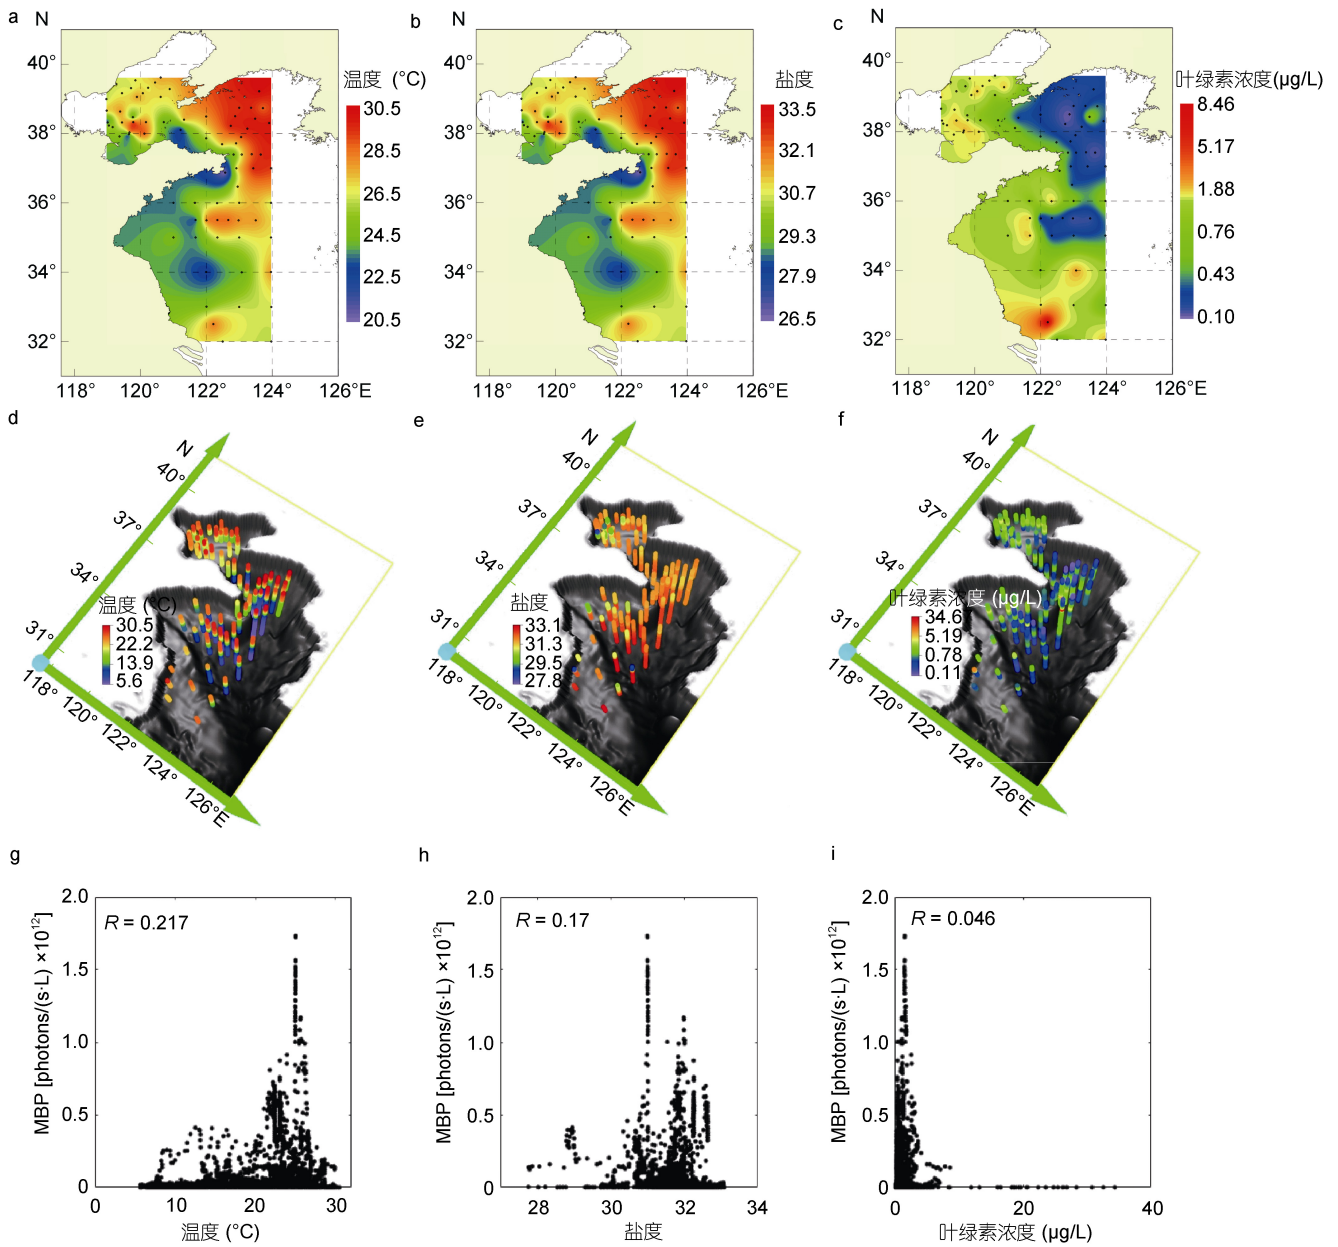 a
N
40°
38°
36°
34°
32°
118°
120°
122°
124°
126°E
温度 (°C)
30.5
28.5
26.5
24.5
22.5
20.5
b
N
40°
38°
36°
34°
32°
118°
120°
122°
124°
126°E
盐度
33.5
32.1
30.7
29.3
27.9
26.5
c
N
40°
38°
36°
34°
32°
118°
120°
122°
124°
126°E
叶绿素浓度(μg/L)
8.46
5.17
1.88
0.76
0.43
0.10
d
N
40°
37°
34°
31°
118°
120°
122°
124°
126°E
温度 (°C)
30.5
22.2
13.9
5.6
e
N
40°
37°
34°
31°
118°
120°
122°
124°
126°E
盐度
33.1
31.3
29.5
27.8
f
N
40°
37°
34°
31°
118°
120°
122°
124°
126°E
叶绿素浓度 (μg/L)
34.6
5.19
0.78
0.11
g
R = 0.217
MBP [photons/(s·L) ×10¹²]
2.0
1.5
1.0
0.5
0
0
10
20
30
温度 (°C)
h
R = 0.17
MBP [photons/(s·L) ×10¹²]
2.0
1.5
1.0
0.5
0
28
30
32
34
盐度
i
R = 0.046
MBP [photons/(s·L) ×10¹²]
2.0
1.5
1.0
0.5
0
0
20
40
叶绿素浓度 (μg/L)